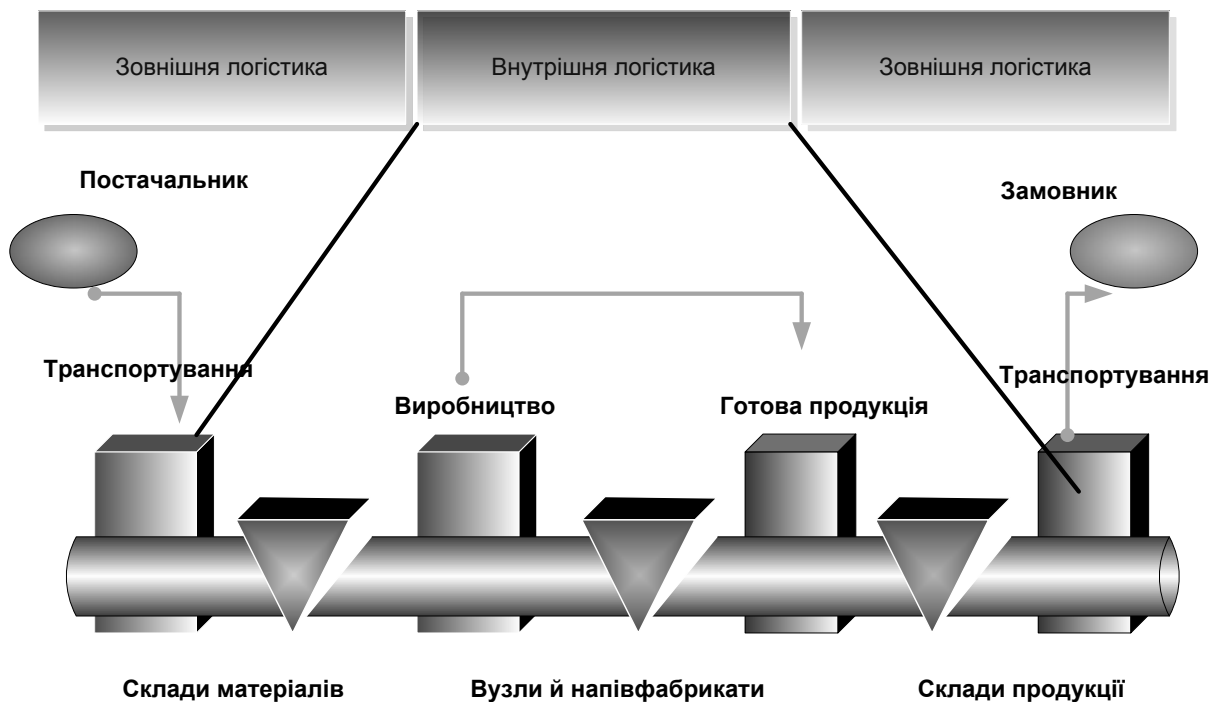 Зовнішня логістика
Внутрішня логістика
Зовнішня логістика
Постачальник
Замовник
Транспортування
Транспортування
Виробництво
Готова продукція
Склади матеріалів
Вузли й напівфабрикати
Склади продукції